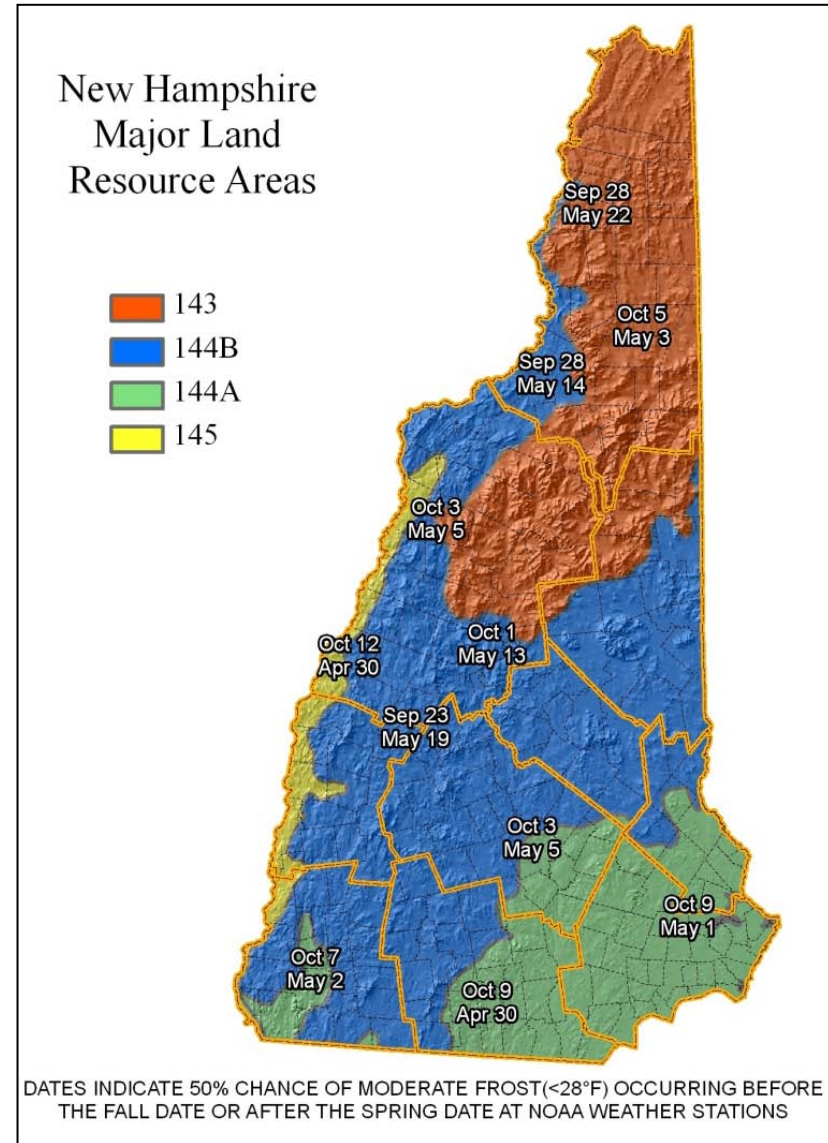 New Hampshire
Major Land
Resource Areas
143
144B
144A
145
Sep 28
May 22
Oct 5
May 3
Sep 28
May 14
Oct 3
May 5
Oct 1
May 13
Oct 12
Apr 30
Sep 23
May 19
Oct 3
May 5
Oct 9
May 1
Oct 7
May 2
Oct 9
Apr 30
DATES INDICATE 50% CHANCE OF MODERATE FROST(<28°F) OCCURRING BEFORE
THE FALL DATE OR AFTER THE SPRING DATE AT NOAA WEATHER STATIONS